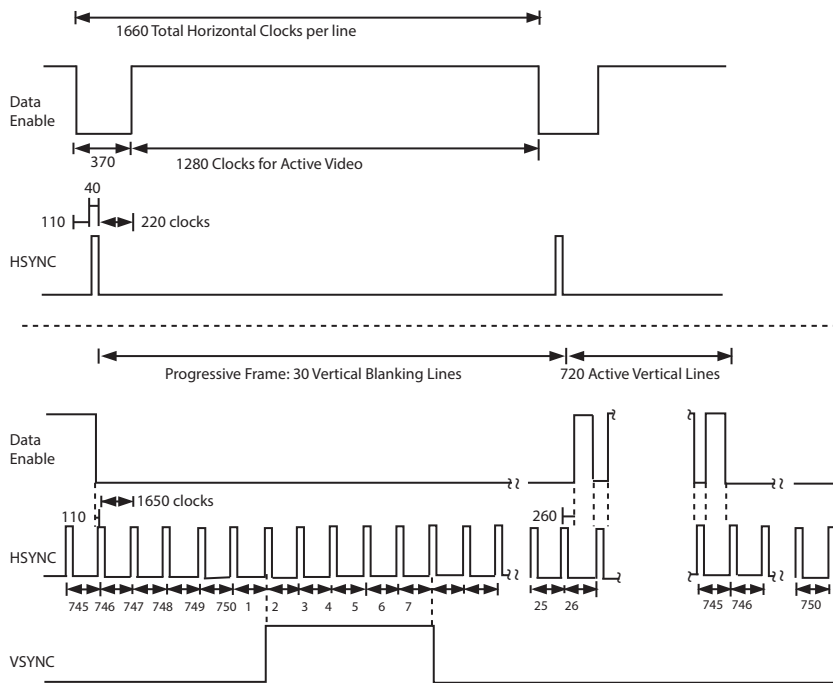 1660 Total Horizontal Clocks per line
Data
Enable
370
1280 Clocks for Active Video
40
110
220 clocks
HSYNC
Progressive Frame: 30 Vertical Blanking Lines
720 Active Vertical Lines
Data
Enable
1650 clocks
110
260
HSYNC
745 746 747 748 749 750 1 2 3 4 5 6 7 25 26 745 746 750
VSYNC